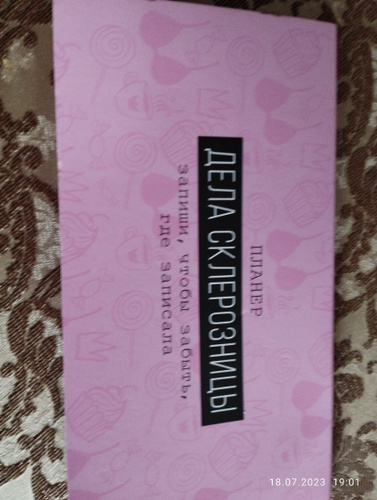 ПЛАНЕР
ДЕЛА СКЛЕРОЗНИЦЫ
запиши, чтобы забыть,
где записала
18.07.2023 19:01